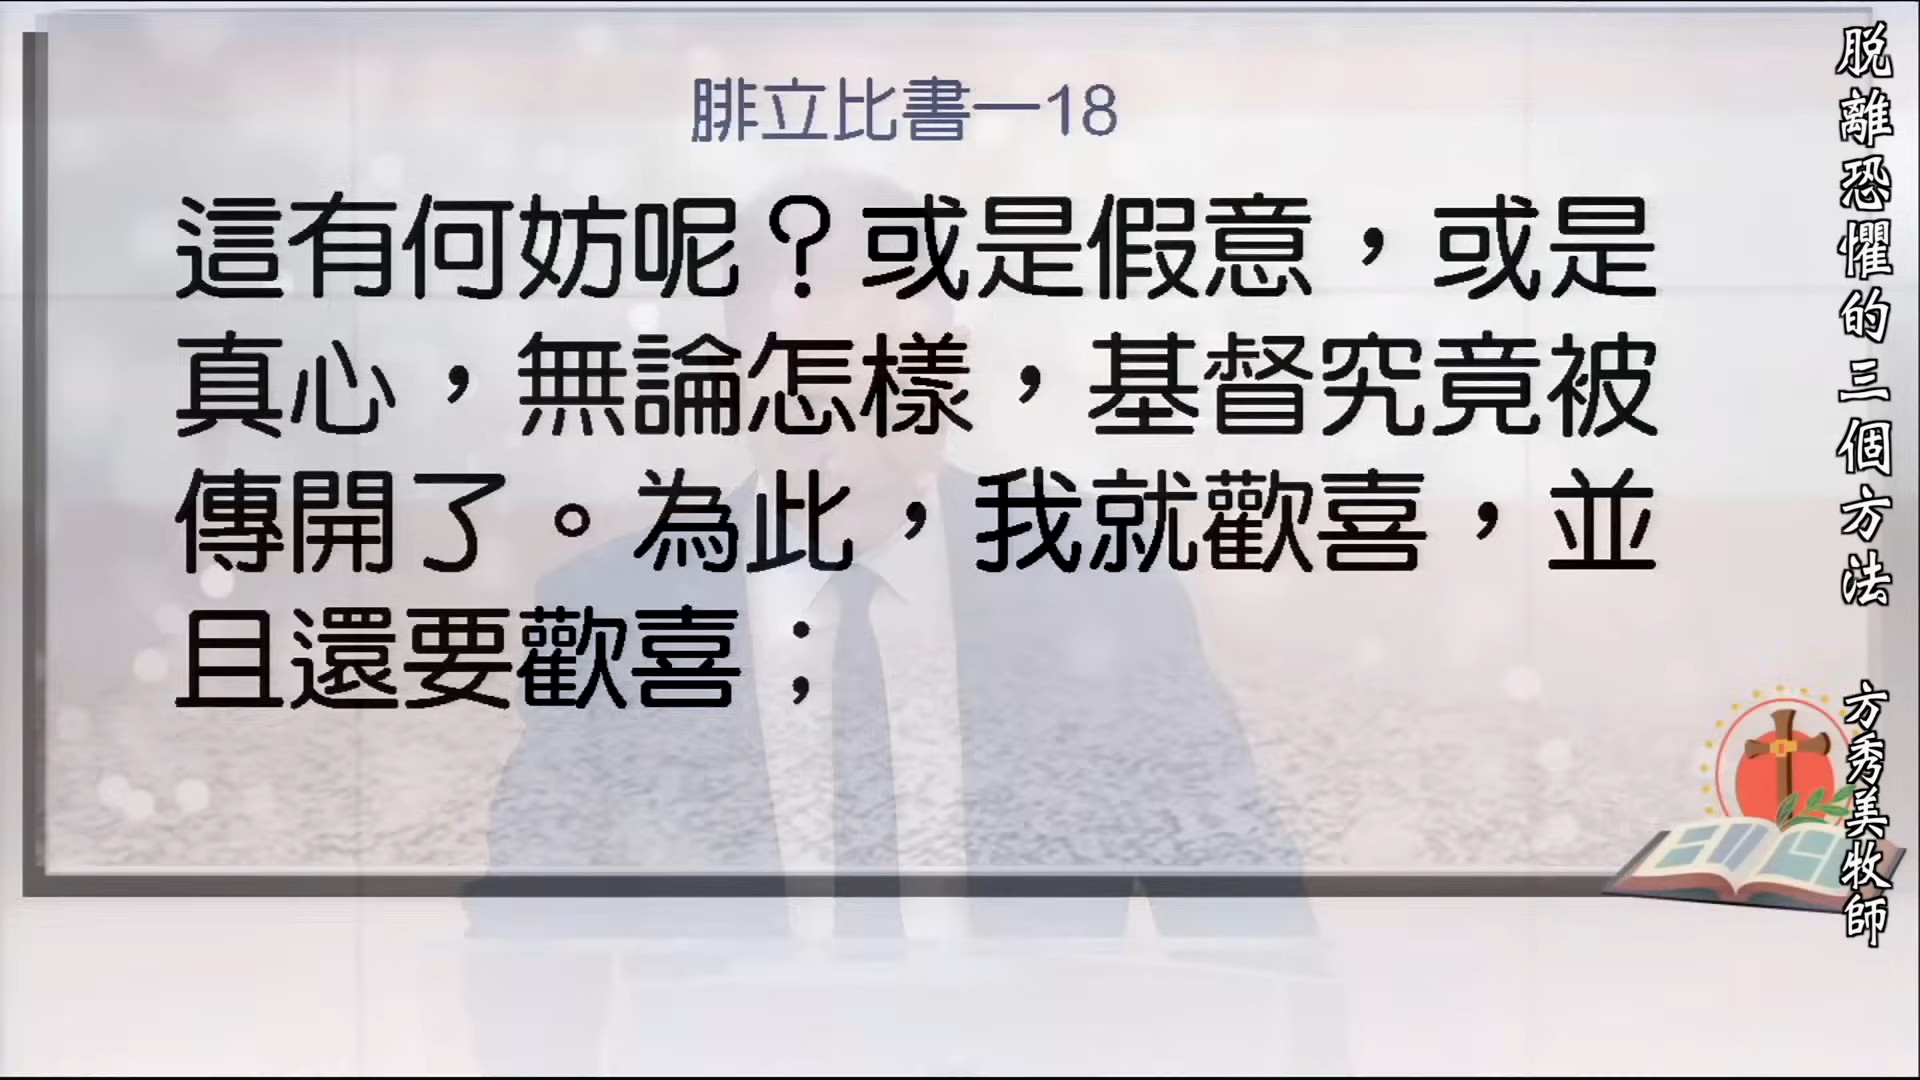 腓立比書一18
這有何妨呢？或是假意，或是
真心，無論怎樣，基督究竟被
傳開了。為此，我就歡喜，並
且還要歡喜；
脫離恐懼的三個方法 方秀美牧師